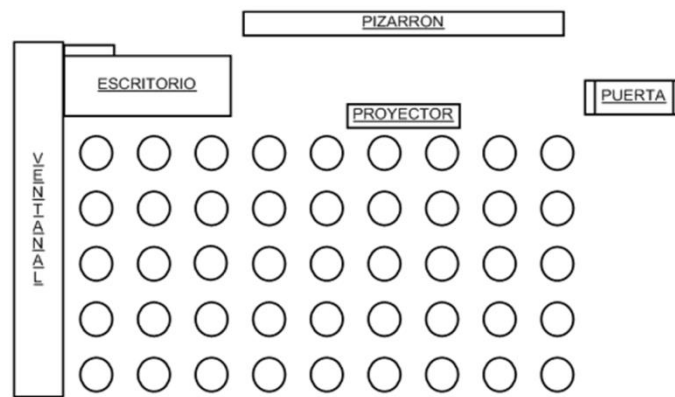 PIZARRON
ESCRITORIO
PUERTA
PROYECTOR
VENTANAL